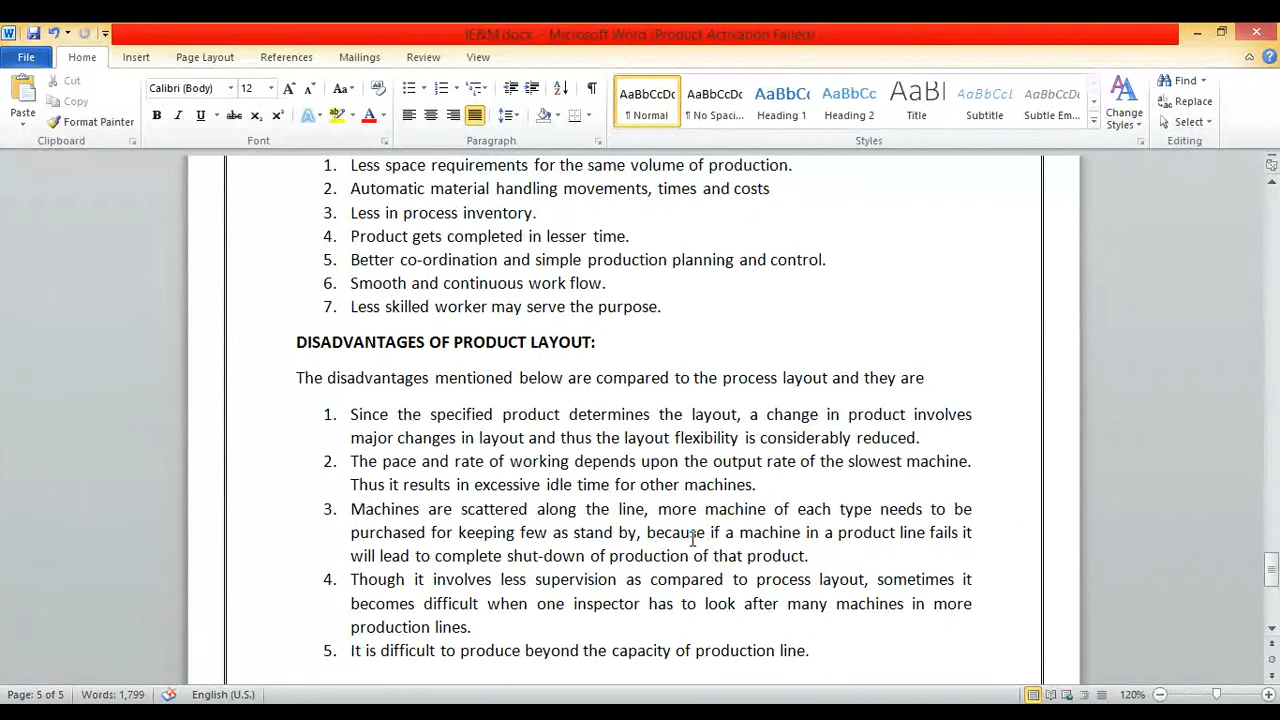 IE&M.docx - Microsoft Word (Product Activation Failed)
File Home Insert Page Layout References Mailings Review View
Paste Cut Copy Format Painter
Calibri (Body) 12
AaBbCcDc AaBbCcDc AaBbCc AaBbCc AaBl AaBbCcl AaBbCcDc
¶ Normal ¶ No Spaci... Heading 1 Heading 2 Title Subtitle Subtle Em...
Change Styles
Find Replace Select
Clipboard Font Paragraph Styles Editing
1. Less space requirements for the same volume of production.
2. Automatic material handling movements, times and costs
3. Less in process inventory.
4. Product gets completed in lesser time.
5. Better co-ordination and simple production planning and control.
6. Smooth and continuous work flow.
7. Less skilled worker may serve the purpose.
DISADVANTAGES OF PRODUCT LAYOUT:
The disadvantages mentioned below are compared to the process layout and they are
1. Since the specified product determines the layout, a change in product involves
major changes in layout and thus the layout flexibility is considerably reduced.
2. The pace and rate of working depends upon the output rate of the slowest machine.
Thus it results in excessive idle time for other machines.
3. Machines are scattered along the line, more machine of each type needs to be
purchased for keeping few as stand by, because if a machine in a product line fails it
will lead to complete shut-down of production of that product.
4. Though it involves less supervision as compared to process layout, sometimes it
becomes difficult when one inspector has to look after many machines in more
production lines.
5. It is difficult to produce beyond the capacity of production line.
Page: 5 of 5 Words: 1,799 English (U.S.) 120%